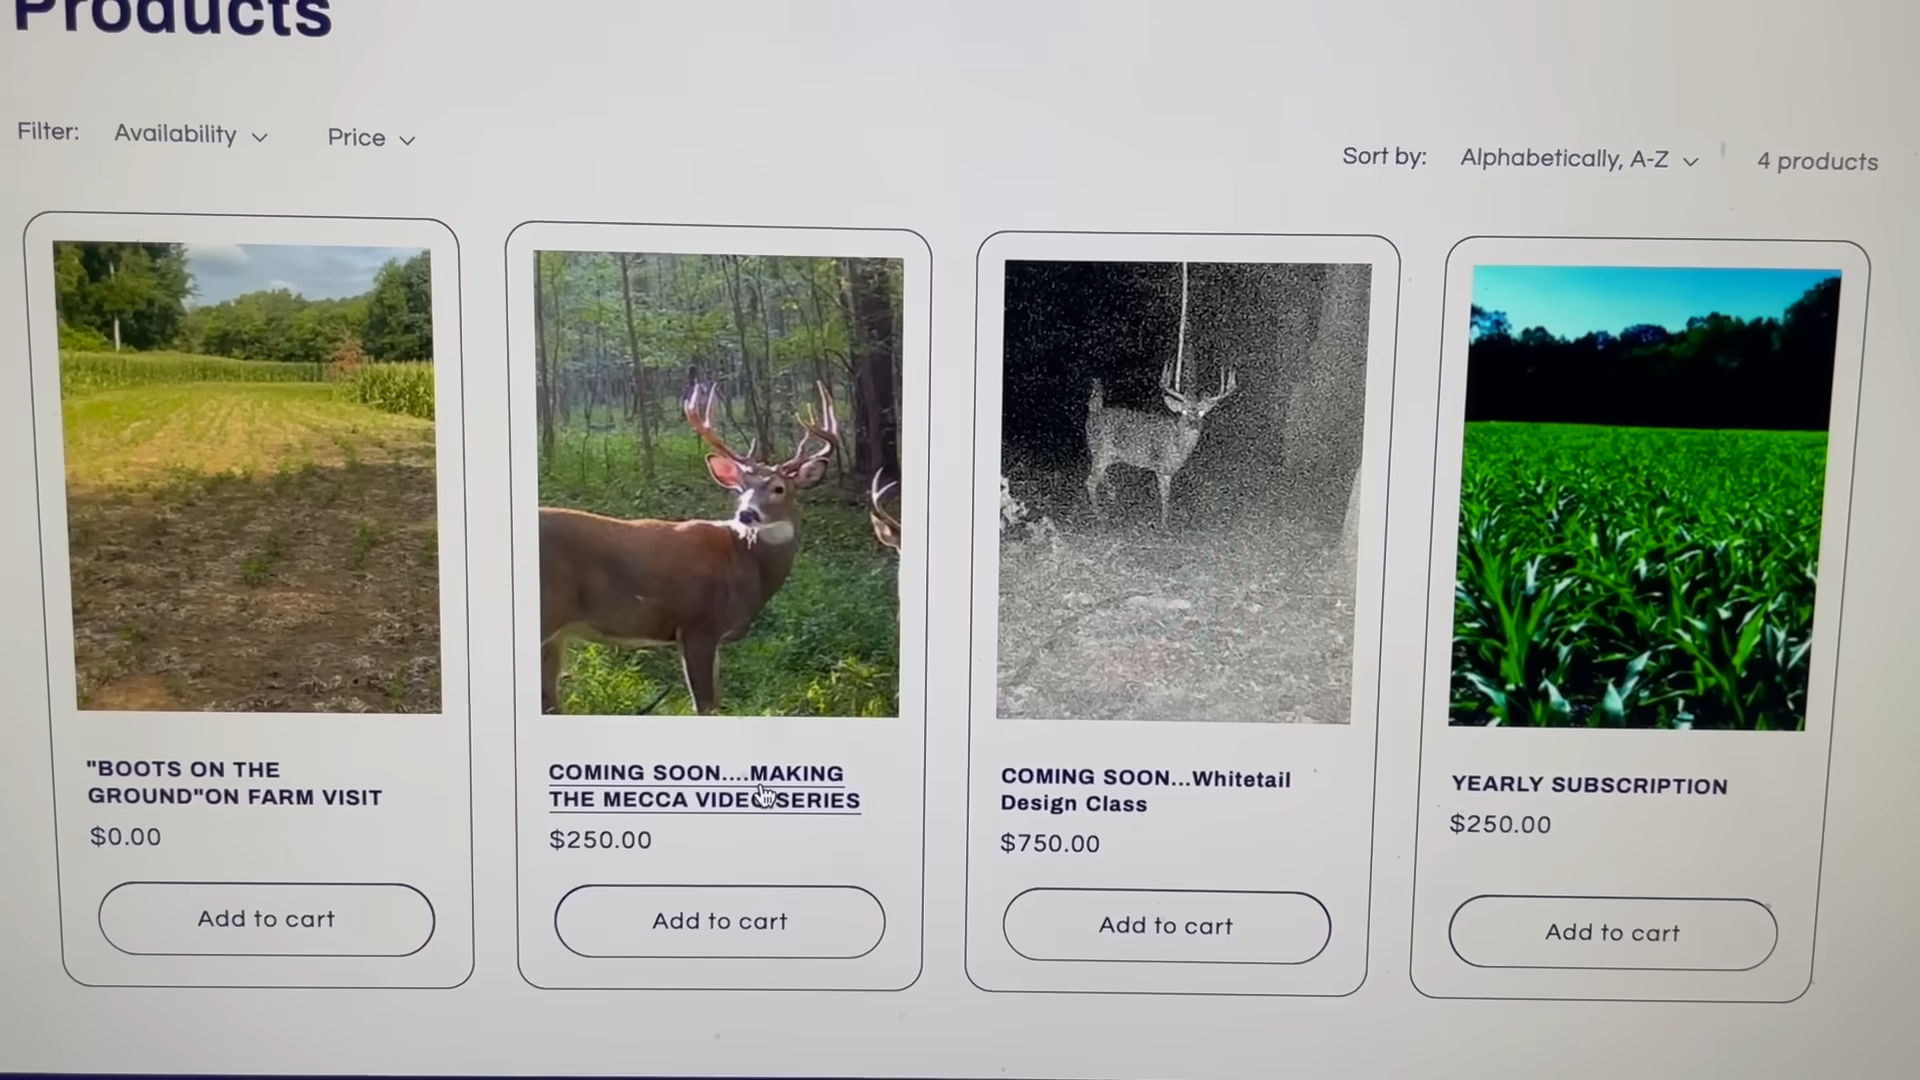 Products
Filter: Availability Price
Sort by: Alphabetically, A-Z 4 products
"BOOTS ON THE
GROUND"ON FARM VISIT
$0.00
Add to cart
COMING SOON....MAKING
THE MECCA VIDEO SERIES
$250.00
Add to cart
COMING SOON...Whitetail
Design Class
$750.00
Add to cart
YEARLY SUBSCRIPTION
$250.00
Add to cart